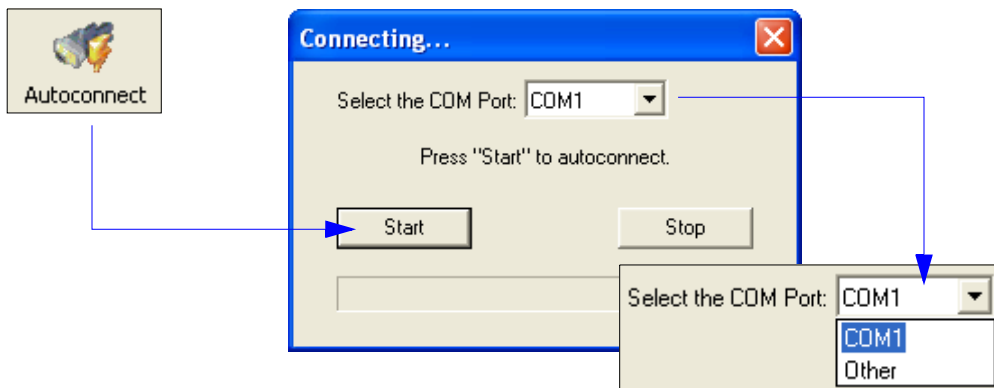 Autoconnect
Connecting...
Select the COM Port: COM1
Press "Start" to autoconnect.
Start
Stop
Select the COM Port: COM1
COM1
Other